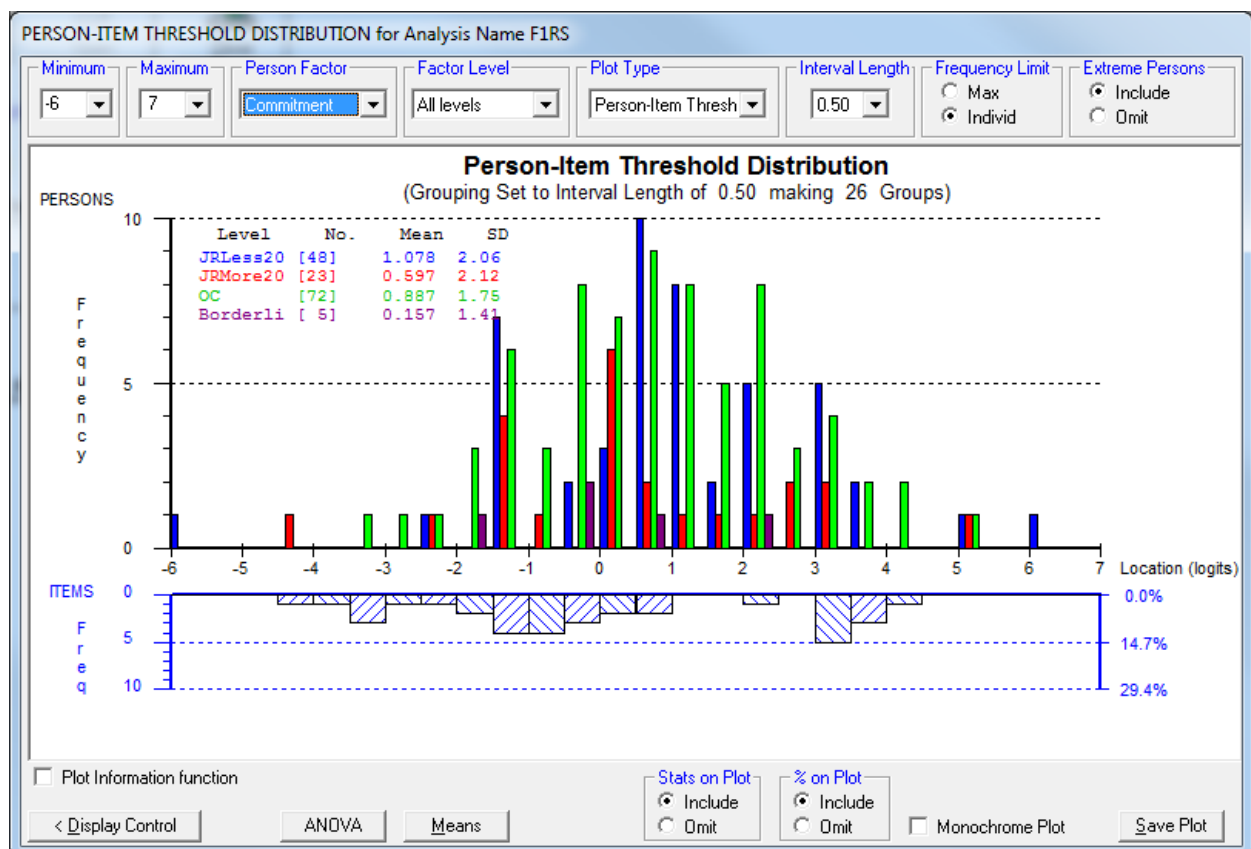 PERSON-ITEM THRESHOLD DISTRIBUTION for Analysis Name F1RS
Minimum Maximum Person Factor Factor Level Plot Type Interval Length Frequency Limit Extreme Persons
-6 7 Commitment All levels Person-Item Thresh 0.50 Max Include
Individ Omit
Person-Item Threshold Distribution
(Grouping Set to Interval Length of 0.50 making 26 Groups)
PERSONS
10
Level No. Mean SD
JRLess20 [48] 1.078 2.06
JRMore20 [23] 0.597 2.12
OC [72] 0.887 1.75
Borderli [ 5] 0.157 1.41
Frequency
5
0
-6 -5 -4 -3 -2 -1 0 1 2 3 4 5 6 7 Location (logits)
ITEMS 0 0.0%
Freq
5 14.7%
10 29.4%
Plot Information function
Stats on Plot % on Plot
Include Include
Omit Omit
< Display Control ANOVA Means Monochrome Plot Save Plot